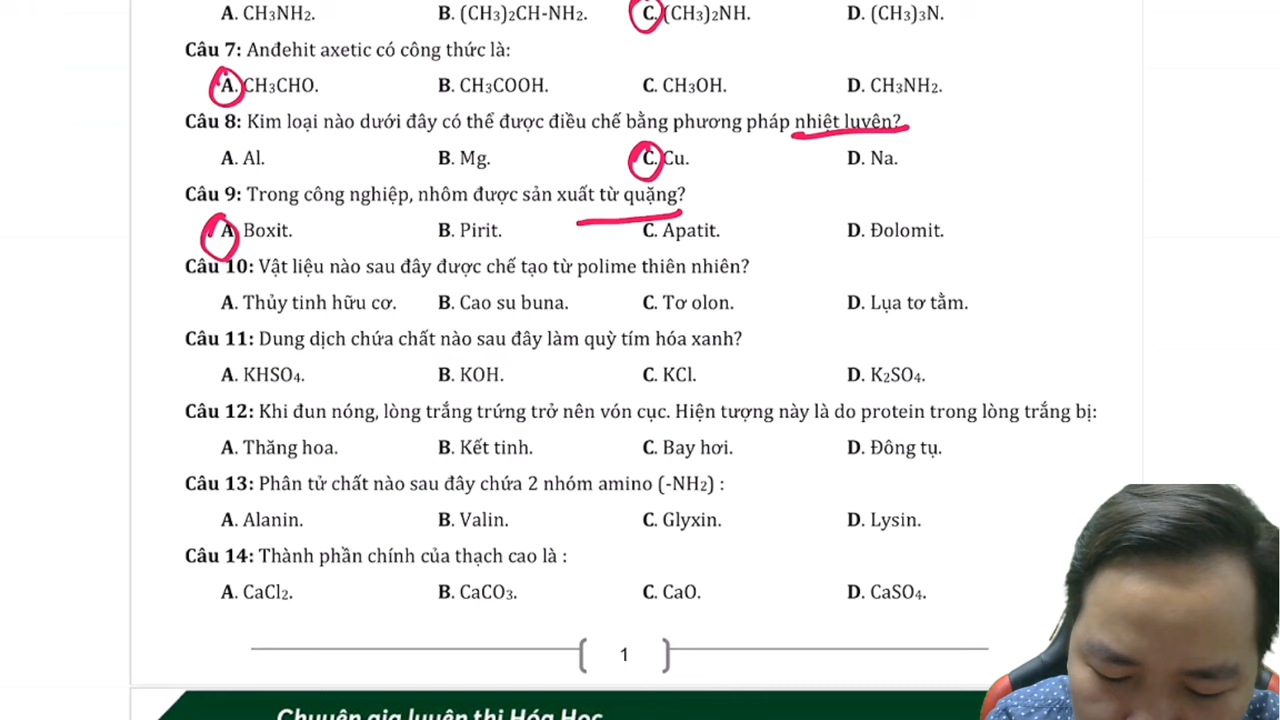 A. CH3NH2. B. (CH3)2CH-NH2. C. (CH3)2NH. D. (CH3)3N.
Câu 7: Anđehit axetic có công thức là:
A. CH3CHO. B. CH3COOH. C. CH3OH. D. CH3NH2.
Câu 8: Kim loại nào dưới đây có thể được điều chế bằng phương pháp nhiệt luyện?
A. Al. B. Mg. C. Cu. D. Na.
Câu 9: Trong công nghiệp, nhôm được sản xuất từ quặng?
A. Boxit. B. Pirit. C. Apatit. D. Đolomit.
Câu 10: Vật liệu nào sau đây được chế tạo từ polime thiên nhiên?
A. Thủy tinh hữu cơ. B. Cao su buna. C. Tơ olon. D. Lụa tơ tằm.
Câu 11: Dung dịch chứa chất nào sau đây làm quỳ tím hóa xanh?
A. KHSO4. B. KOH. C. KCl. D. K2SO4.
Câu 12: Khi đun nóng, lòng trắng trứng trở nên vón cục. Hiện tượng này là do protein trong lòng trắng bị:
A. Thăng hoa. B. Kết tinh. C. Bay hơi. D. Đông tụ.
Câu 13: Phân tử chất nào sau đây chứa 2 nhóm amino (-NH2) :
A. Alanin. B. Valin. C. Glyxin. D. Lysin.
Câu 14: Thành phần chính của thạch cao là :
A. CaCl2. B. CaCO3. C. CaO. D. CaSO4.
1
Chuyên gia luyện thi Hóa Học